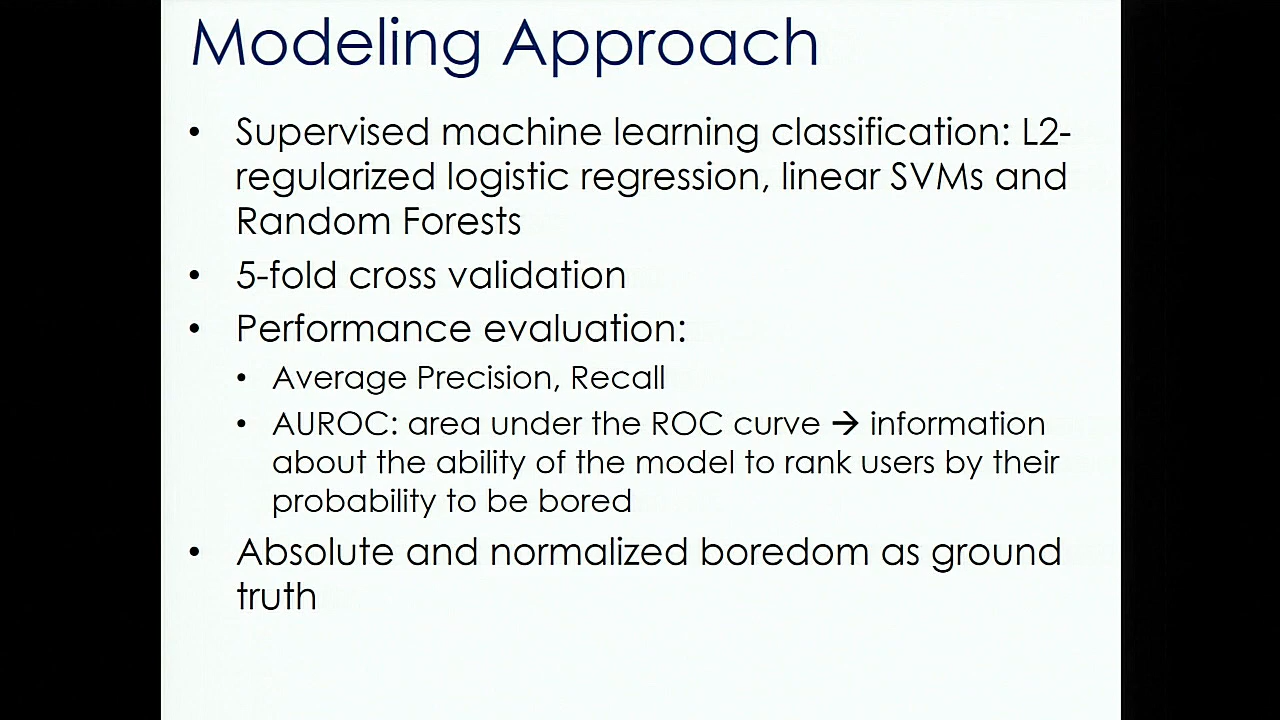 Modeling Approach
• Supervised machine learning classification: L2-
regularized logistic regression, linear SVMs and
Random Forests
• 5-fold cross validation
• Performance evaluation:
• Average Precision, Recall
• AUROC: area under the ROC curve → information
about the ability of the model to rank users by their
probability to be bored
• Absolute and normalized boredom as ground
truth